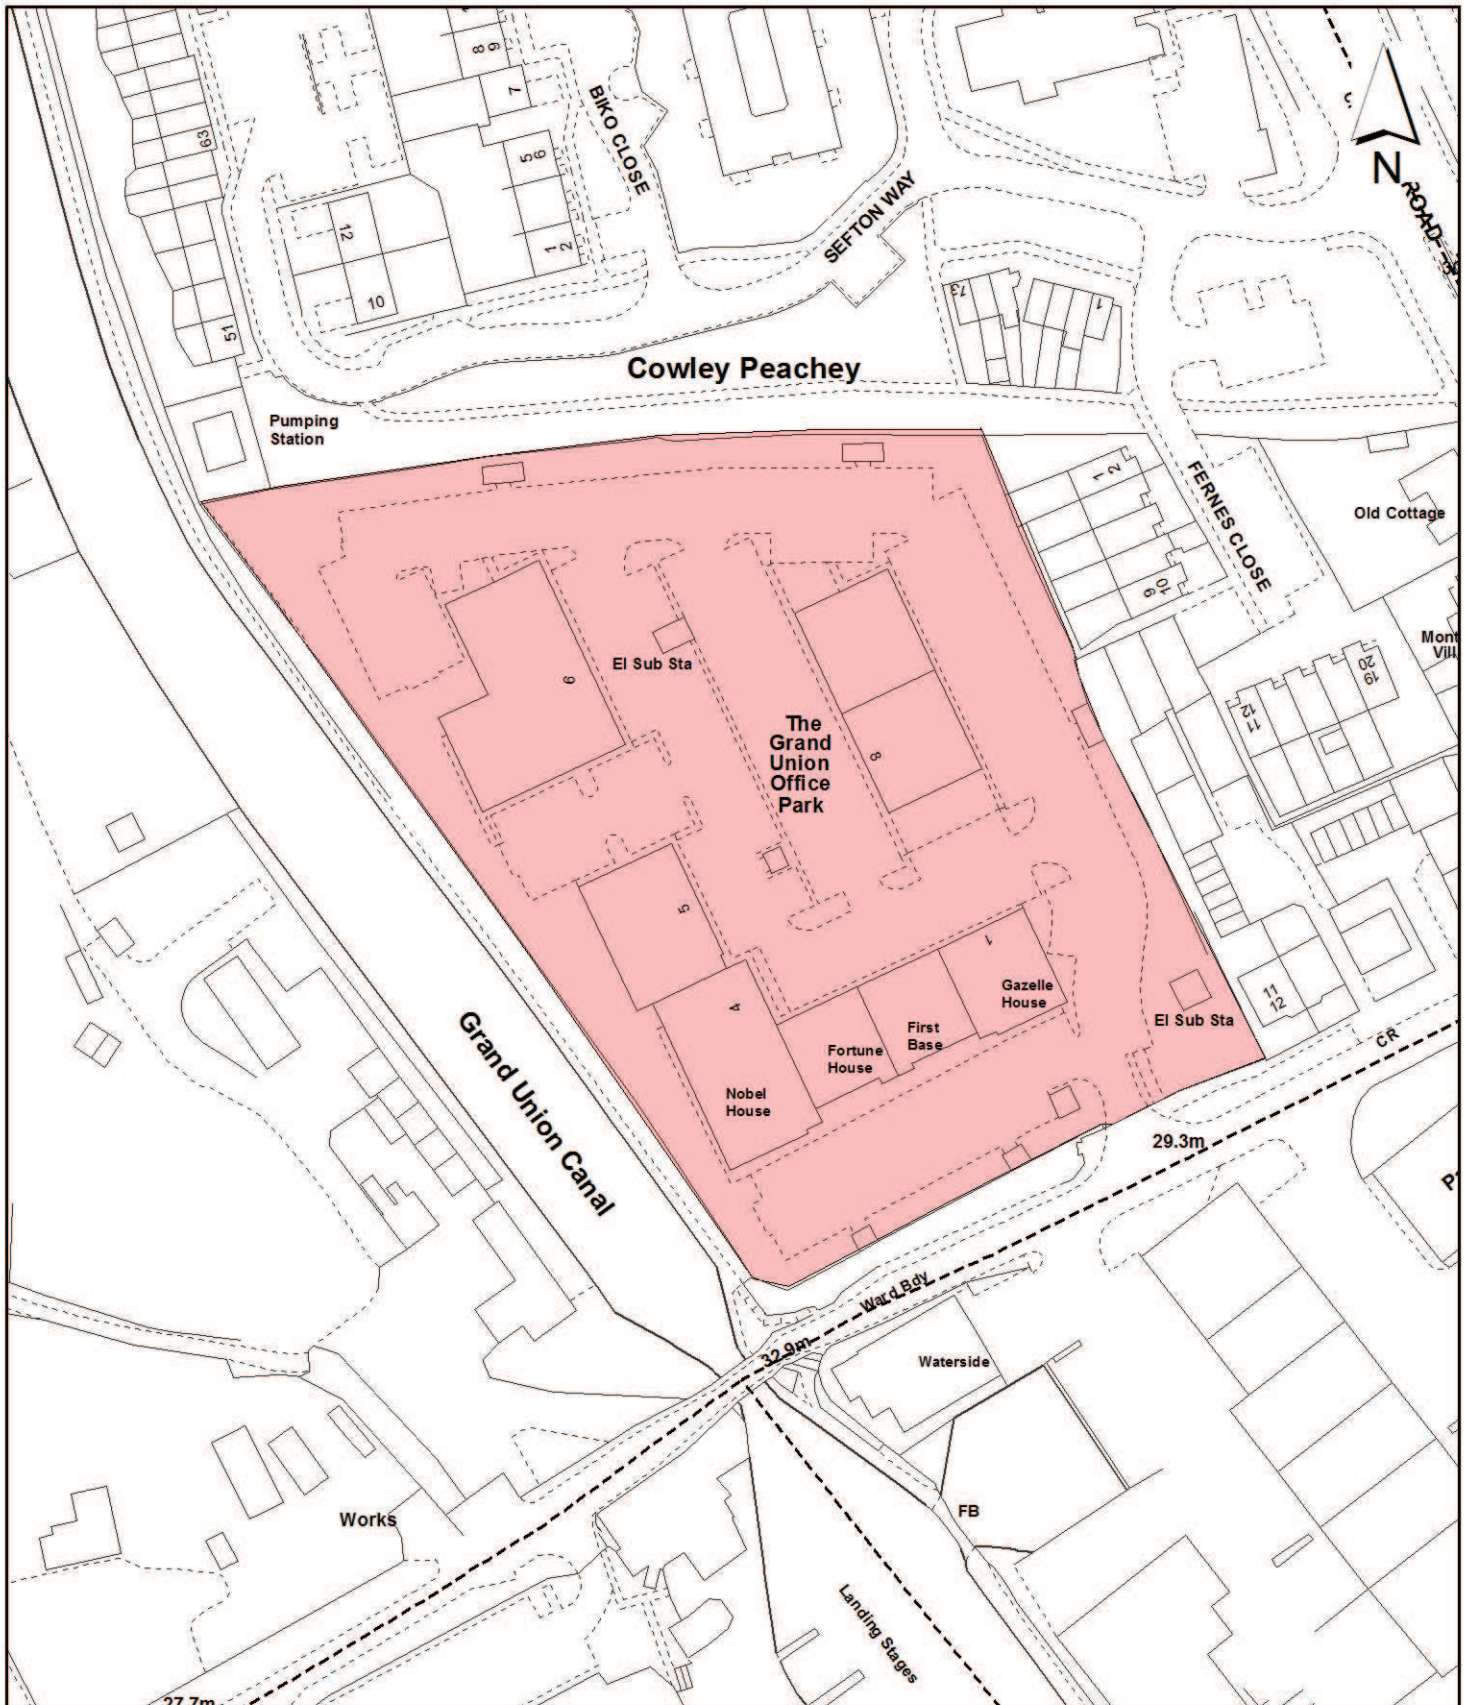 8 9
7
BIKO CLOSE
63
5 6
N
ROAD
SEFTON WAY
12
1 2
10
73
1
51
Cowley Peachey
Pumping
Station
1 2
FERNES CLOSE
Old Cottage
9 10
Mont
Vill
El Sub Sta
19 20
6
11 12
The
Grand
Union
Office
Park
8
5
1
4
Gazelle
House
11
12
El Sub Sta
First
Base
Fortune
House
CR
Grand Union Canal
Nobel
House
29.3m
Ward Bdy
32.9m
Waterside
FB
Works
Landing Stages
27.7m